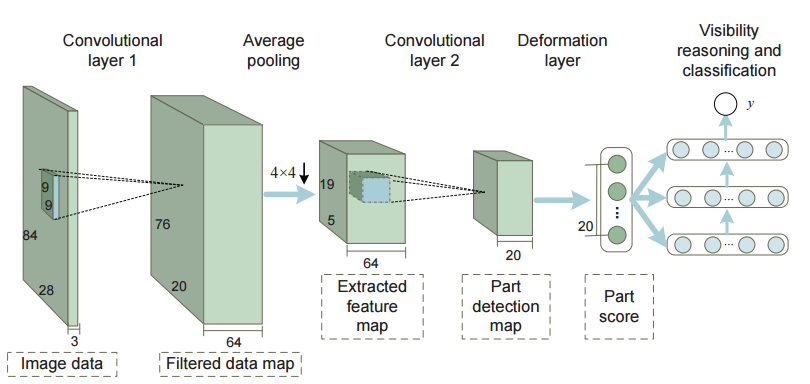 Convolutional
layer 1
Average
pooling
Convolutional
layer 2
Deformation
layer
Visibility
reasoning and
classification
y
9
9
84
28
3
76
20
64
4×4
19
5
64
20
20
...
...
...
...
Image data
Filtered data map
Extracted
feature
map
Part
detection
map
Part
score